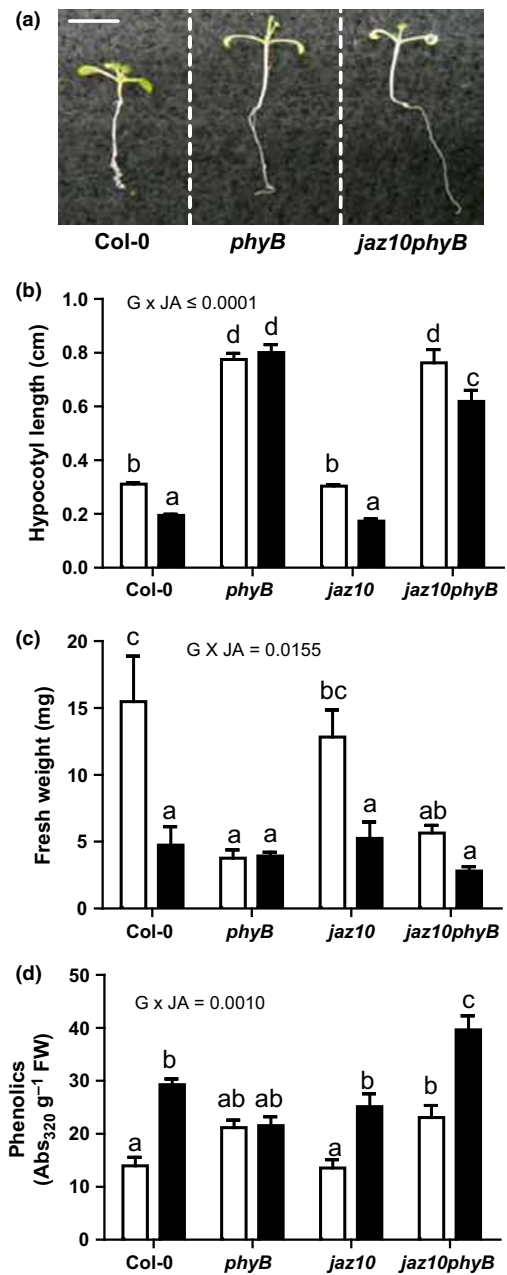 (a)
Col-0 phyB jaz10phyB
(b)
G x JA ≤ 0.0001
Hypocotyl length (cm)
1.0
0.8
0.6
0.4
0.2
0.0
b a d d b a d c
Col-0 phyB jaz10 jaz10phyB
(c)
G X JA = 0.0155
Fresh weight (mg)
20
15
10
5
0
c a a a bc a ab a
Col-0 phyB jaz10 jaz10phyB
(d)
G x JA = 0.0010
Phenolics
(Abs₃₂₀ g⁻¹ FW)
50
40
30
20
10
0
a b ab ab a b b c
Col-0 phyB jaz10 jaz10phyB